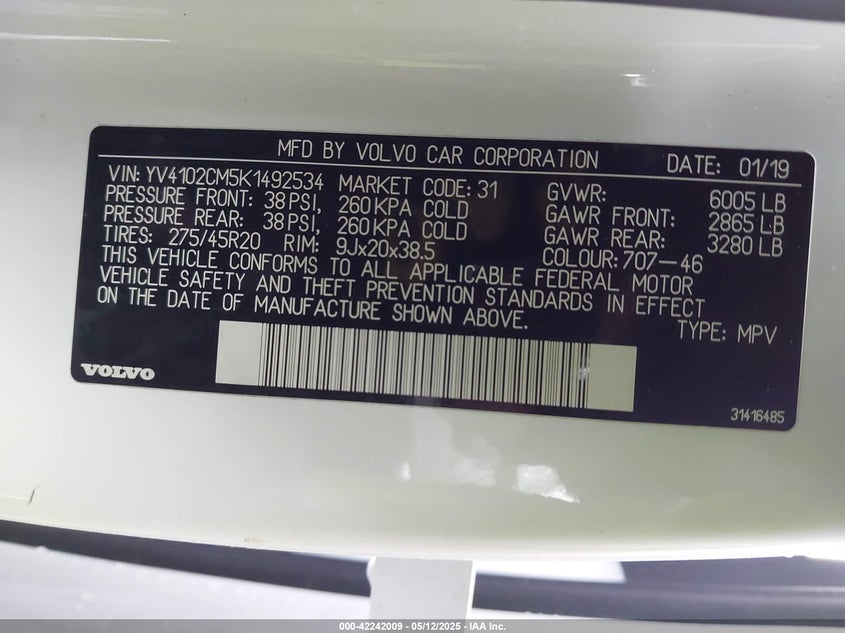 MFD BY VOLVO CAR CORPORATION DATE: 01/19
VIN: YV4102CM5K1492534 MARKET CODE: 31 GVWR: 6005 LB
PRESSURE FRONT: 38 PSI, 260 KPA COLD GAWR FRONT: 2865 LB
PRESSURE REAR: 38 PSI, 260 KPA COLD GAWR REAR: 3280 LB
TIRES: 275/45R20 RIM: 9Jx20x38.5 COLOUR: 707-46
THIS VEHICLE CONFORMS TO ALL APPLICABLE FEDERAL MOTOR
VEHICLE SAFETY AND THEFT PREVENTION STANDARDS IN EFFECT
ON THE DATE OF MANUFACTURE SHOWN ABOVE.
TYPE: MPV
VOLVO
31416485
000-42242009 - 05/12/2025 - IAA Inc.